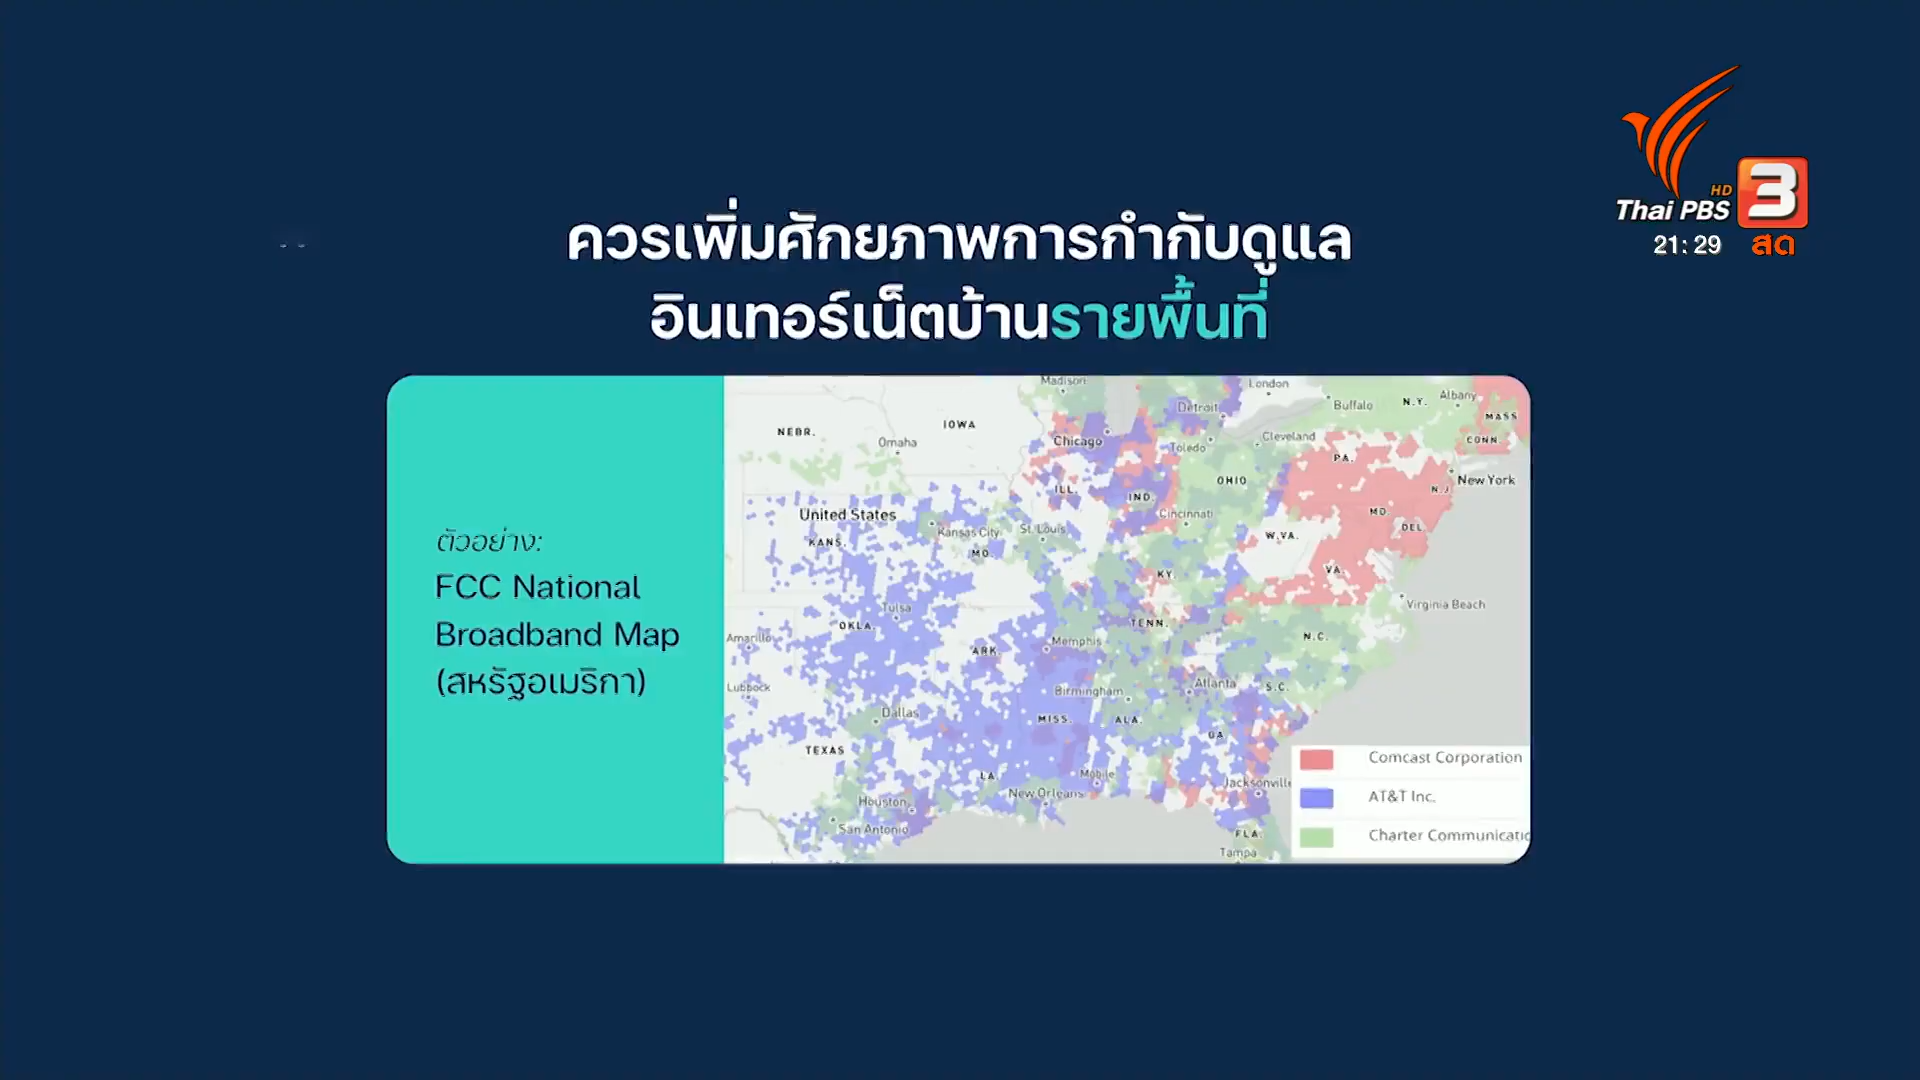 Thai PBS
HD
3
21:29
สด
ควรเพิ่มศักยภาพการกำกับดูแล
อินเทอร์เน็ตบ้านรายพื้นที่
ตัวอย่าง:
FCC National
Broadband Map
(สหรัฐอเมริกา)
Madison
London
Detroit
Buffalo
N.Y.
Albany
MASS
NEBR.
IOWA
Omaha
Chicago
Toledo
Cleveland
CONN.
PA.
OHIO
New York
N.J.
ILL.
IND.
United States
Kansas City
St. Louis
Cincinnati
MD.
DEL.
KANS.
MO.
W.VA.
KY.
VA.
Tulsa
Virginia Beach
OKLA.
TENN.
N.C.
Amarillo
ARK.
Memphis
Lubbock
Birmingham
Atlanta
S.C.
Dallas
MISS.
ALA.
GA
TEXAS
LA.
Mobile
Jacksonville
Houston
New Orleans
San Antonio
FLA.
Tampa
Comcast Corporation
AT&T Inc.
Charter Communicatio